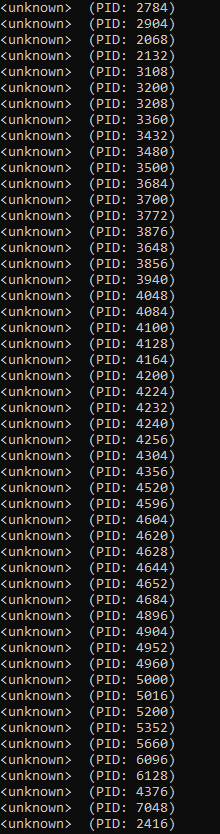 <unknown>  (PID: 2784)
<unknown>  (PID: 2904)
<unknown>  (PID: 2068)
<unknown>  (PID: 2132)
<unknown>  (PID: 3108)
<unknown>  (PID: 3200)
<unknown>  (PID: 3208)
<unknown>  (PID: 3360)
<unknown>  (PID: 3432)
<unknown>  (PID: 3480)
<unknown>  (PID: 3500)
<unknown>  (PID: 3684)
<unknown>  (PID: 3700)
<unknown>  (PID: 3772)
<unknown>  (PID: 3876)
<unknown>  (PID: 3648)
<unknown>  (PID: 3856)
<unknown>  (PID: 3940)
<unknown>  (PID: 4048)
<unknown>  (PID: 4084)
<unknown>  (PID: 4100)
<unknown>  (PID: 4128)
<unknown>  (PID: 4164)
<unknown>  (PID: 4200)
<unknown>  (PID: 4224)
<unknown>  (PID: 4232)
<unknown>  (PID: 4240)
<unknown>  (PID: 4256)
<unknown>  (PID: 4304)
<unknown>  (PID: 4356)
<unknown>  (PID: 4520)
<unknown>  (PID: 4596)
<unknown>  (PID: 4604)
<unknown>  (PID: 4620)
<unknown>  (PID: 4628)
<unknown>  (PID: 4644)
<unknown>  (PID: 4652)
<unknown>  (PID: 4684)
<unknown>  (PID: 4896)
<unknown>  (PID: 4904)
<unknown>  (PID: 4952)
<unknown>  (PID: 4960)
<unknown>  (PID: 5000)
<unknown>  (PID: 5016)
<unknown>  (PID: 5200)
<unknown>  (PID: 5352)
<unknown>  (PID: 5660)
<unknown>  (PID: 6096)
<unknown>  (PID: 6128)
<unknown>  (PID: 4376)
<unknown>  (PID: 7048)
<unknown>  (PID: 2416)